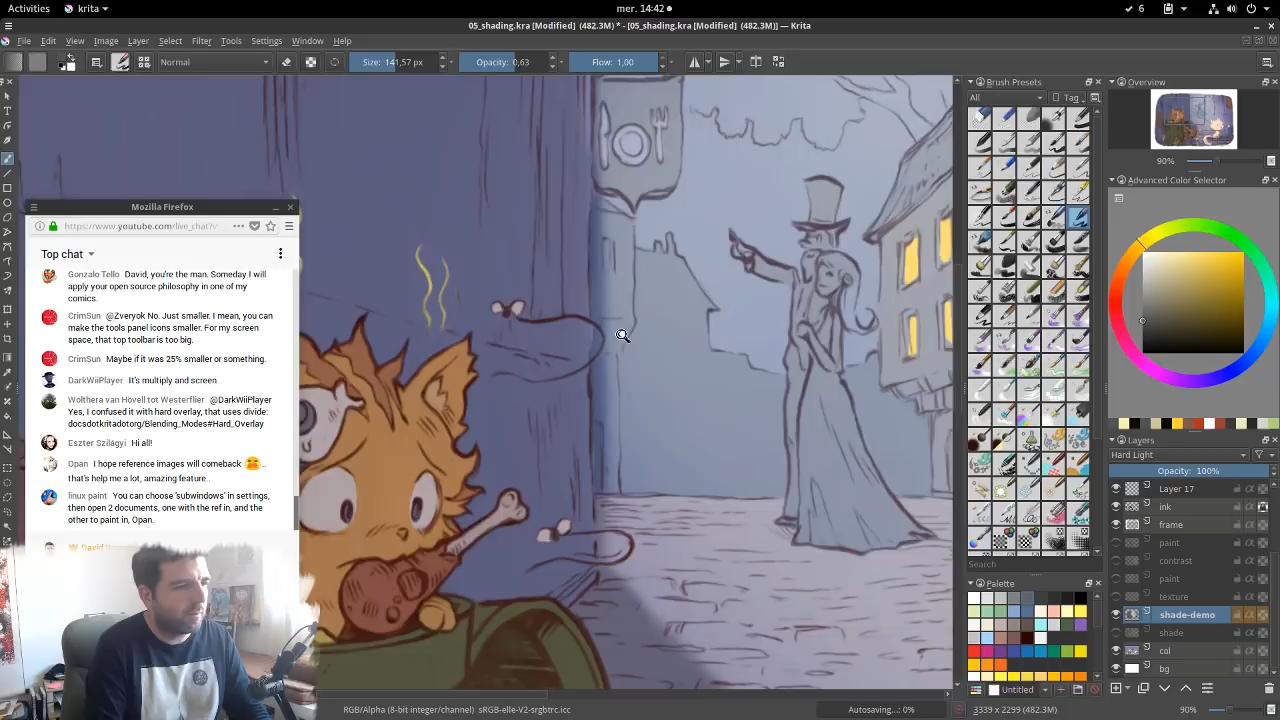 Activities
krita
mer. 14:42
6
05_shading.kra [Modified] (482.3M) * - [05_shading.kra [Modified] (482.3M)] — Krita
File Edit View Image Layer Select Filter Tools Settings Window Help
Normal
Size: 141,57 px
Opacity: 0,63
Flow: 1,00
Mozilla Firefox
https://www.youtube.com/live_chat?v
Top chat
Gonzalo Tello David, you're the man. Someday I will
apply your open source philosophy in one of my
comics.
CrimSun @Zveryok No. Just smaller. I mean, you can
make the tools panel icons smaller. For my screen
space, that top toolbar is too big.
CrimSun Maybe if it was 25% smaller or something.
DarkWiiPlayer It's multiply and screen
Wolthera van Hövell tot Westerflier @DarkWiiPlayer
Yes, I confused it with hard overlay, that uses divide:
docsdotkritadotorg/Blending_Modes#Hard_Overlay
Eszter Szilágyi Hi all!
Opan I hope reference images will comeback ..
that's help me a lot, amazing feature..
linux paint You can choose 'subwindows' in settings,
then open 2 documents, one with the ref in, and the
other to paint in, Opan.
Brush Presets
All
Tag
Search
Palette
Untitled
Overview
90%
Advanced Color Selector
Layers
Hard Light
Opacity: 100%
Layer 17
ink
frame
paint
contrast
paint
texture
shade-demo
shade
col
bg
RGB/Alpha (8-bit integer/channel) sRGB-elle-V2-srgbtrc.icc
Autosaving...: 0%
3339 x 2299 (482.3M)
90%